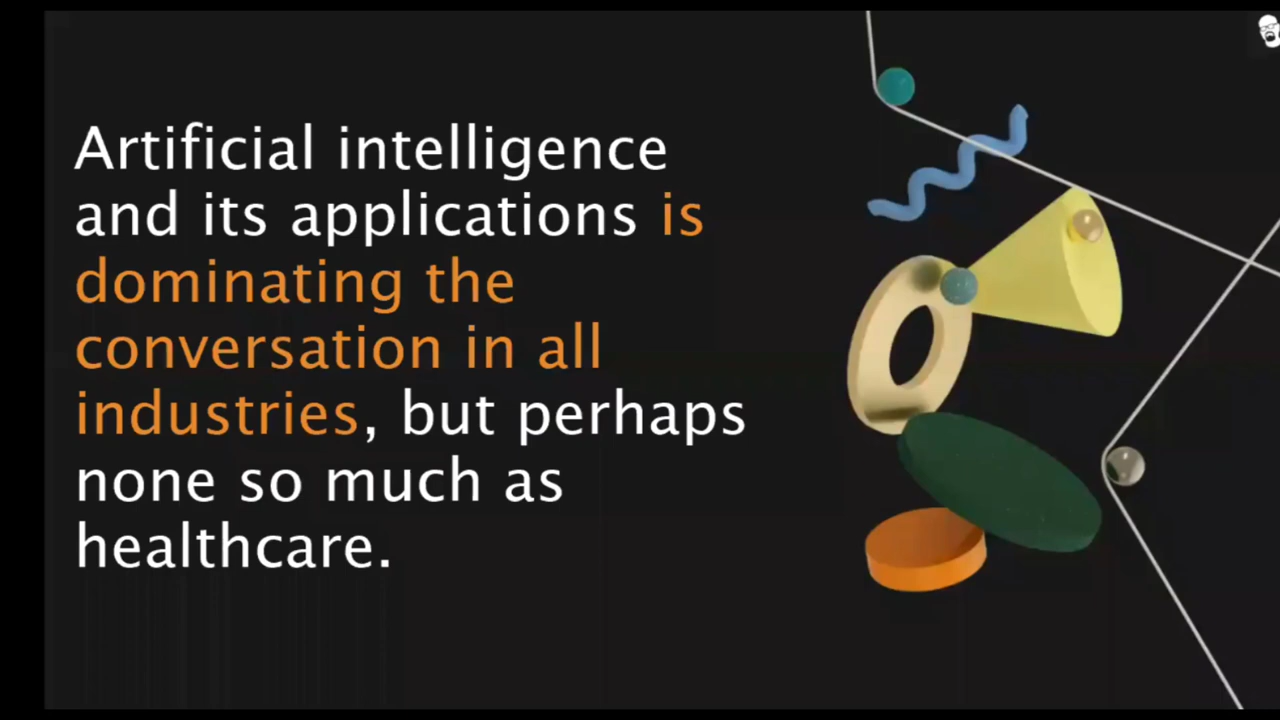 Artificial intelligence
and its applications is
dominating the
conversation in all
industries, but perhaps
none so much as
healthcare.